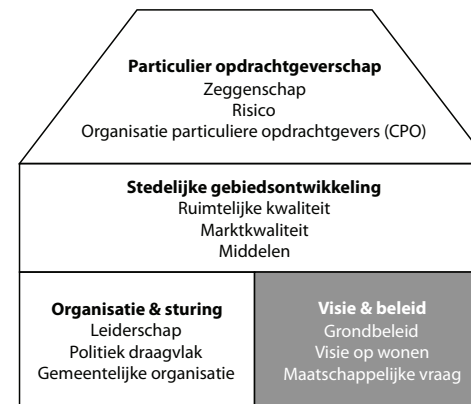 Particulier opdrachtgeverschap
Zeggenschap
Risico
Organisatie particuliere opdrachtgevers (CPO)
Stedelijke gebiedsontwikkeling
Ruimtelijke kwaliteit
Marktkwaliteit
Middelen
Organisatie & sturing
Leiderschap
Politiek draagvlak
Gemeentelijke organisatie
Visie & beleid
Grondbeleid
Visie op wonen
Maatschappelijke vraag